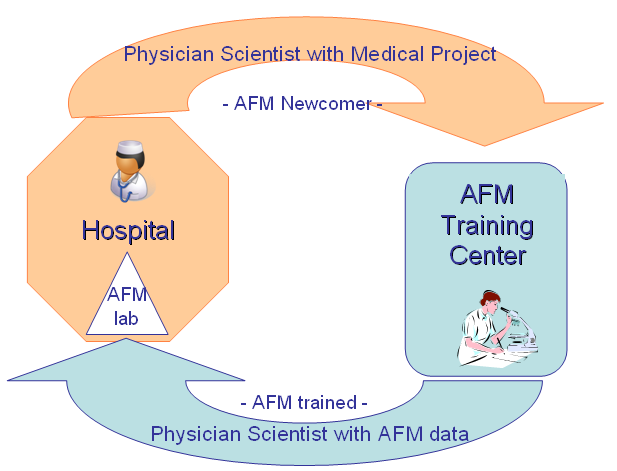 Physician Scientist with Medical Project
- AFM Newcomer -
Hospital
AFM
lab
AFM
Training
Center
- AFM trained -
Physician Scientist with AFM data